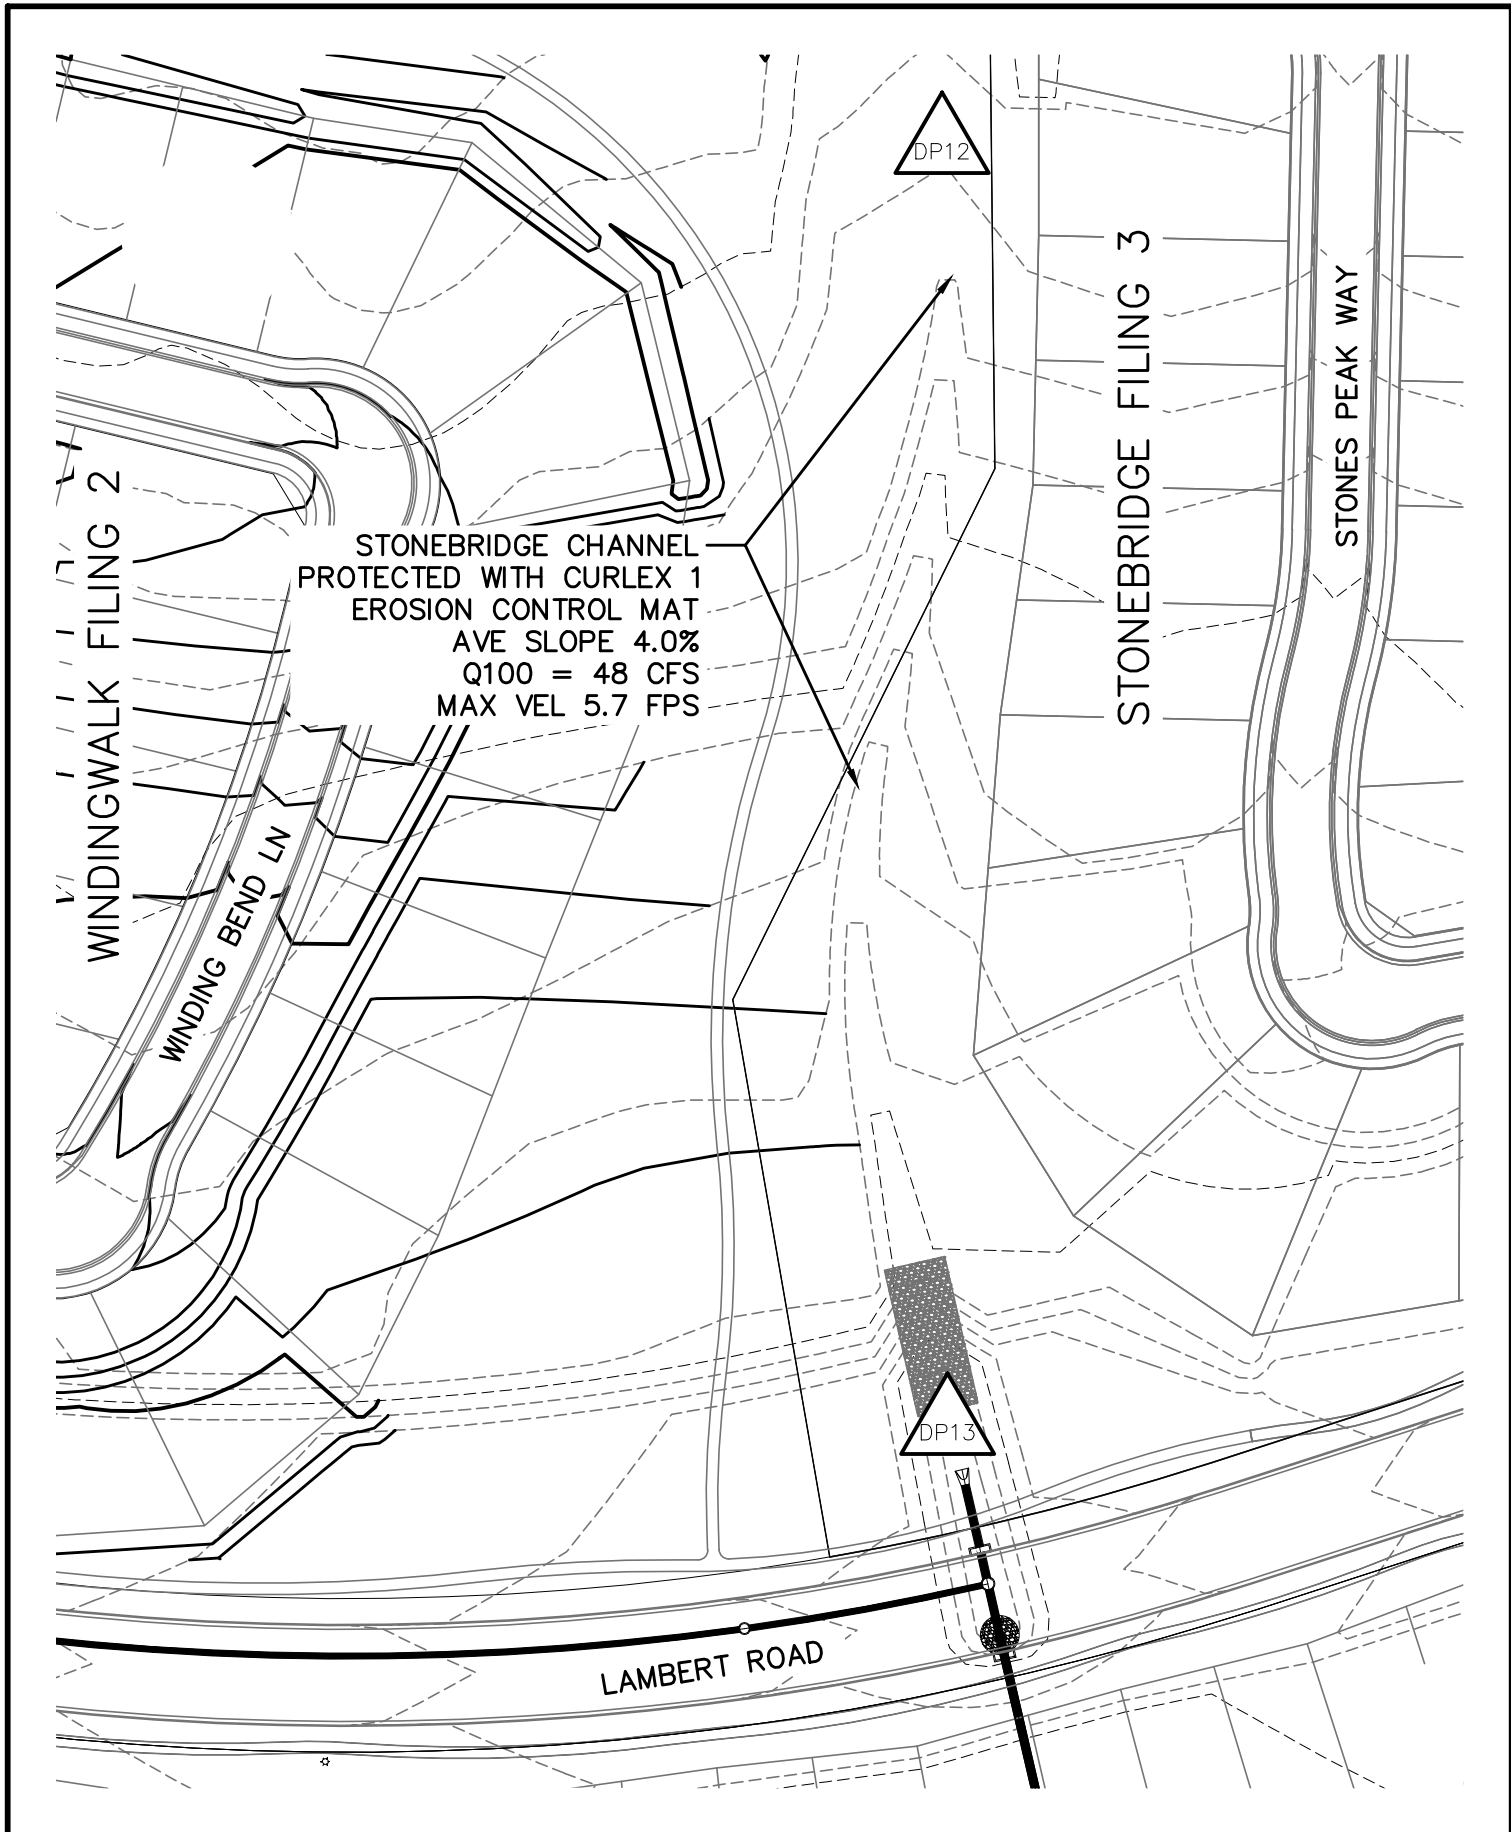 DP12
STONEBRIDGE FILING 3
STONES PEAK WAY
WINDINGWALK FILING 2
STONEBRIDGE CHANNEL
PROTECTED WITH CURLEX 1
EROSION CONTROL MAT
AVE SLOPE 4.0%
Q100 = 48 CFS
MAX VEL 5.7 FPS
WINDING BEND LN
DP13
LAMBERT ROAD